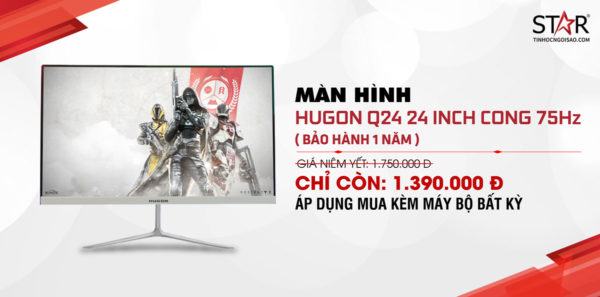 STAR®
TINHOCNGOISAO.COM
MÀN HÌNH
HUGON Q24 24 INCH CONG 75Hz
( BẢO HÀNH 1 NĂM )
GIÁ NIÊM YẾT: 1.750.000 Đ
CHỈ CÒN: 1.390.000 Đ
ÁP DỤNG MUA KÈM MÁY BỘ BẤT KỲ
HUGON